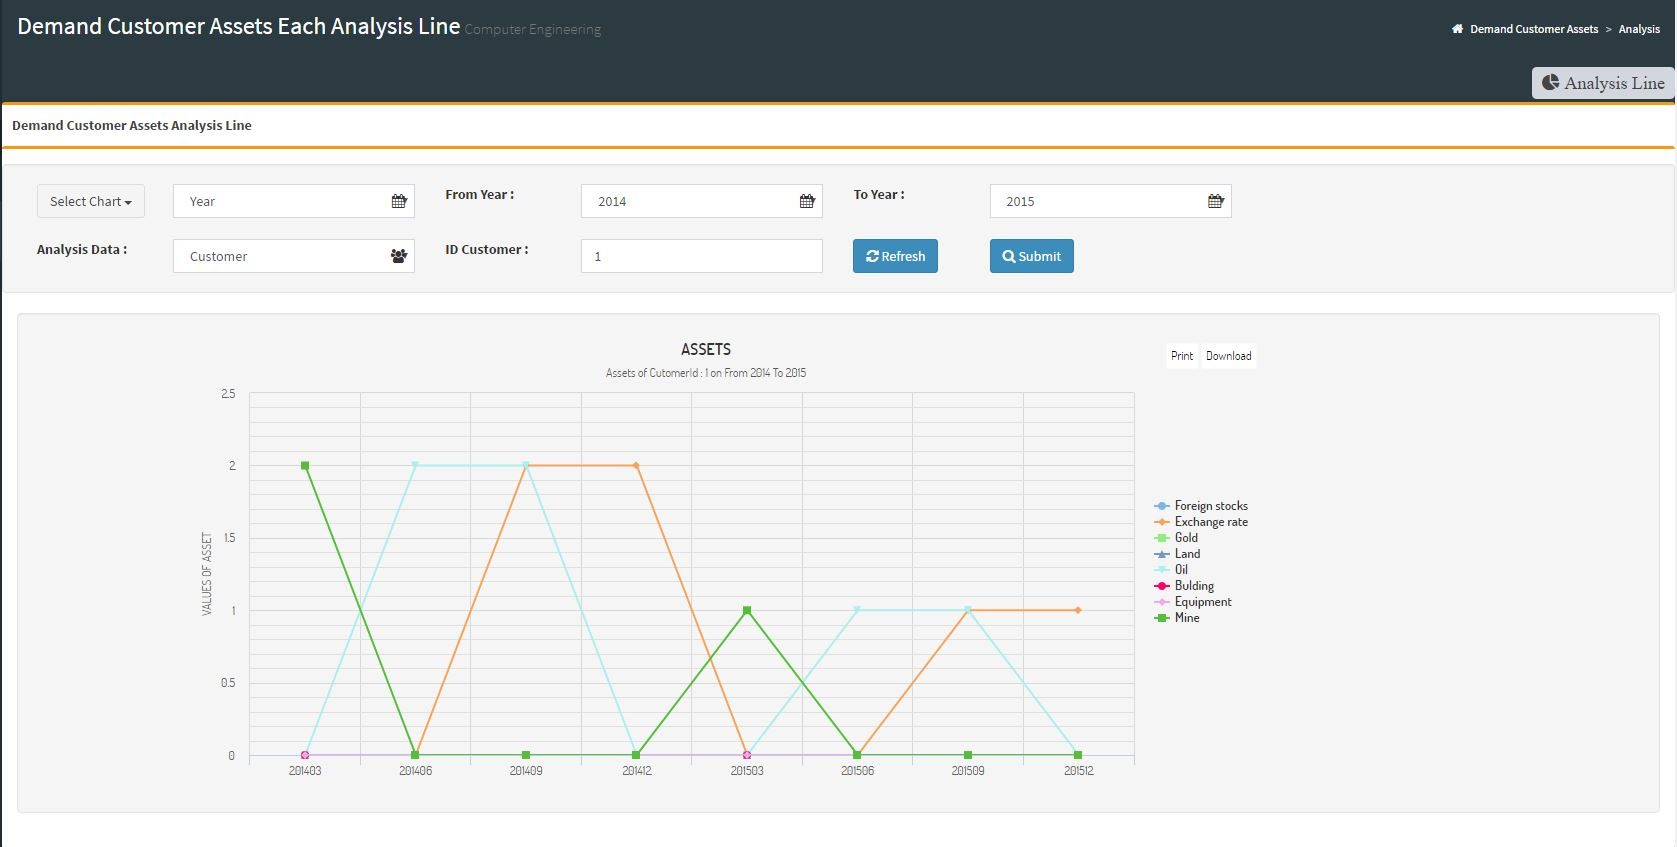 Demand Customer Assets Each Analysis Line Computer Engineering
Demand Customer Assets > Analysis
Analysis Line
Demand Customer Assets Analysis Line
Select Chart
Year
From Year :
2014
To Year :
2015
Analysis Data :
Customer
ID Customer :
1
Refresh
Submit
ASSETS
Assets of CutomerId : 1 on From 2014 To 2015
Print
Download
VALUES OF ASSET
2.5
2
1.5
1
0.5
0
201403
201406
201409
201412
201503
201506
201509
201512
Foreign stocks
Exchange rate
Gold
Land
Oil
Bulding
Equipment
Mine